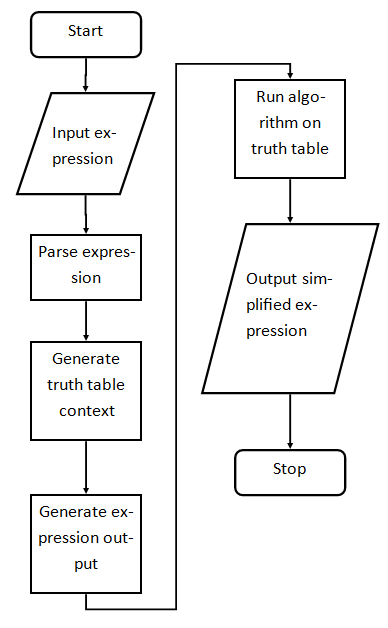 Start
Input ex-
pression
Parse expres-
sion
Generate
truth table
context
Generate ex-
pression out-
put
Run algo-
rithm on
truth table
Output sim-
plified ex-
pression
Stop